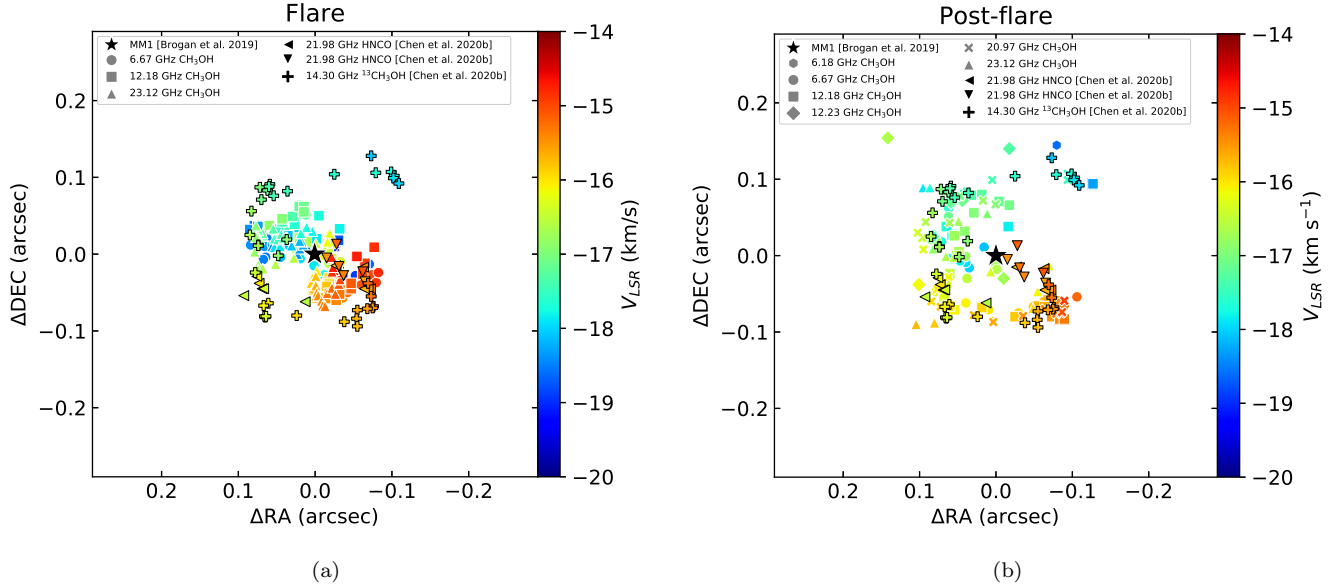 Flare
MM1 [Brogan et al. 2019]
6.67 GHz CH₃OH
12.18 GHz CH₃OH
23.12 GHz CH₃OH
21.98 GHz HNCO [Chen et al. 2020b]
21.98 GHz HNCO [Chen et al. 2020b]
14.30 GHz ¹³CH₃OH [Chen et al. 2020b]
0.2
0.1
0.0
−0.1
−0.2
ΔDEC (arcsec)
0.2
0.1
0.0
−0.1
−0.2
ΔRA (arcsec)
−14
−15
−16
−17
−18
−19
−20
V_LSR (km/s)
(a)
Post-flare
MM1 [Brogan et al. 2019]
6.18 GHz CH₃OH
6.67 GHz CH₃OH
12.18 GHz CH₃OH
12.23 GHz CH₃OH
20.97 GHz CH₃OH
23.12 GHz CH₃OH
21.98 GHz HNCO [Chen et al. 2020b]
21.98 GHz HNCO [Chen et al. 2020b]
14.30 GHz ¹³CH₃OH [Chen et al. 2020b]
0.2
0.1
0.0
−0.1
−0.2
ΔDEC (arcsec)
0.2
0.1
0.0
−0.1
−0.2
ΔRA (arcsec)
−14
−15
−16
−17
−18
−19
−20
V_LSR (km s⁻¹)
(b)